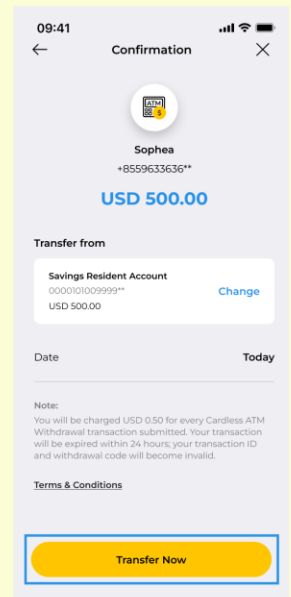 09:41
Confirmation
ATM
$
Sophea
+8559633636**
USD 500.00
Transfer from
Savings Resident Account
0000101009999**
Change
USD 500.00
Date Today
Note:
You will be charged USD 0.50 for every Cardless ATM
Withdrawal transaction submitted. Your transaction
will be expired within 24 hours; your transaction ID
and withdrawal code will become invalid.
Terms & Conditions
Transfer Now